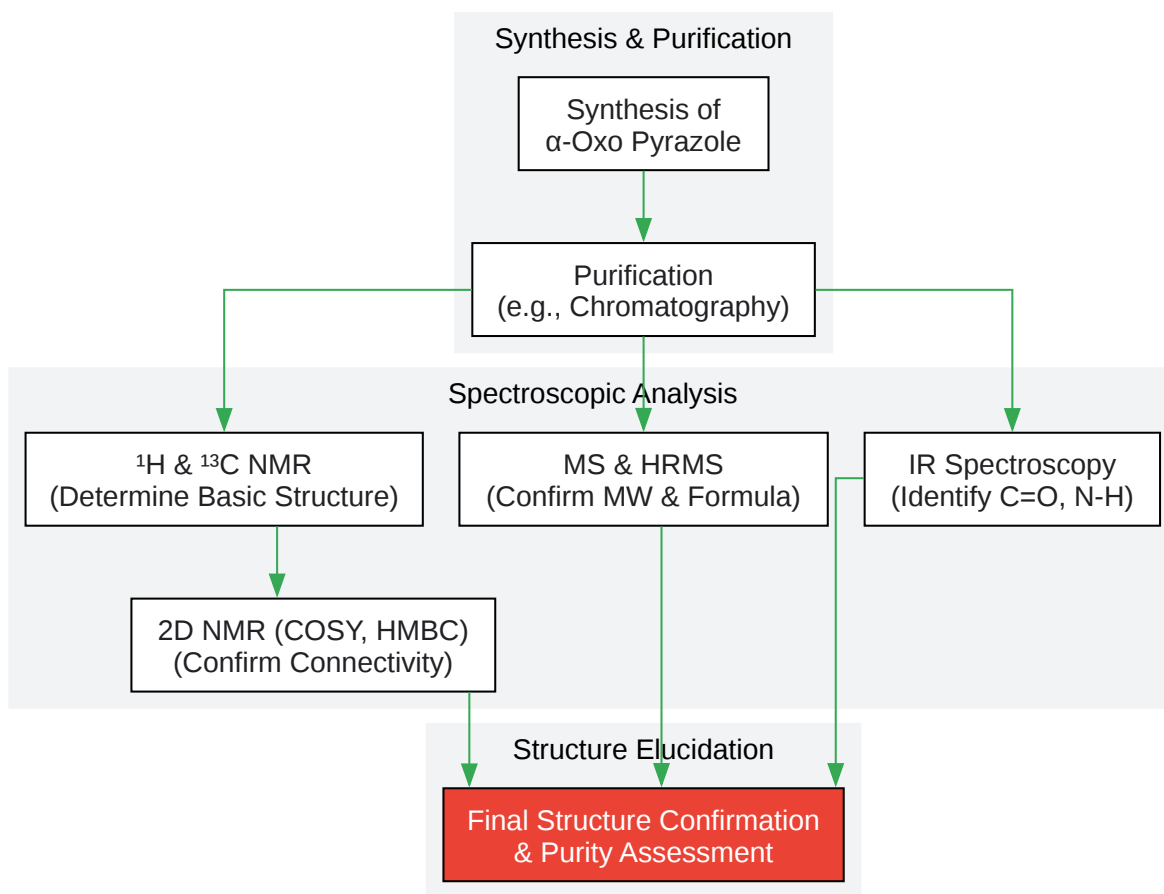 Synthesis & Purification
Synthesis of
α-Oxo Pyrazole
Purification
(e.g., Chromatography)
Spectroscopic Analysis
¹H & ¹³C NMR
(Determine Basic Structure)
MS & HRMS
(Confirm MW & Formula)
IR Spectroscopy
(Identify C=O, N-H)
2D NMR (COSY, HMBC)
(Confirm Connectivity)
Structure Elucidation
Final Structure Confirmation
& Purity Assessment